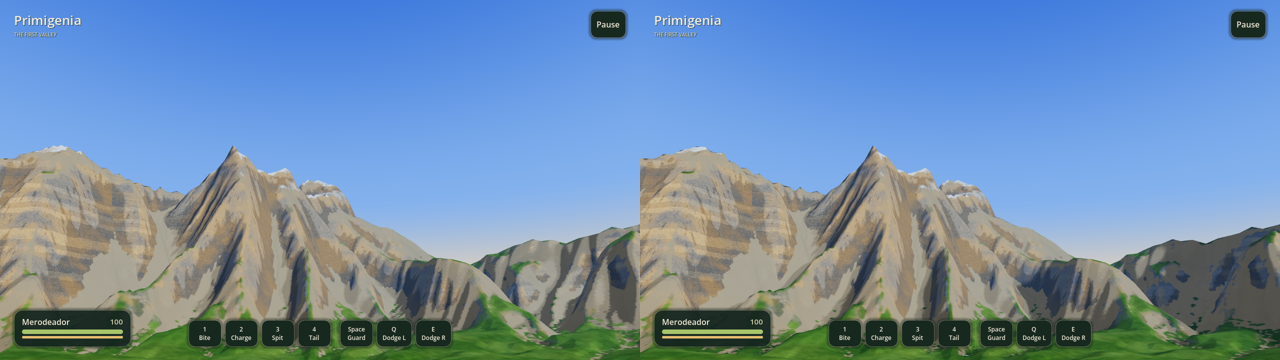 Primigenia
THE FIRST VALLEY
Pause
Merodeador 100
1 Bite
2 Charge
3 Spit
4 Tail
Space Guard
Q Dodge L
E Dodge R
Primigenia
THE FIRST VALLEY
Pause
Merodeador 100
1 Bite
2 Charge
3 Spit
4 Tail
Space Guard
Q Dodge L
E Dodge R